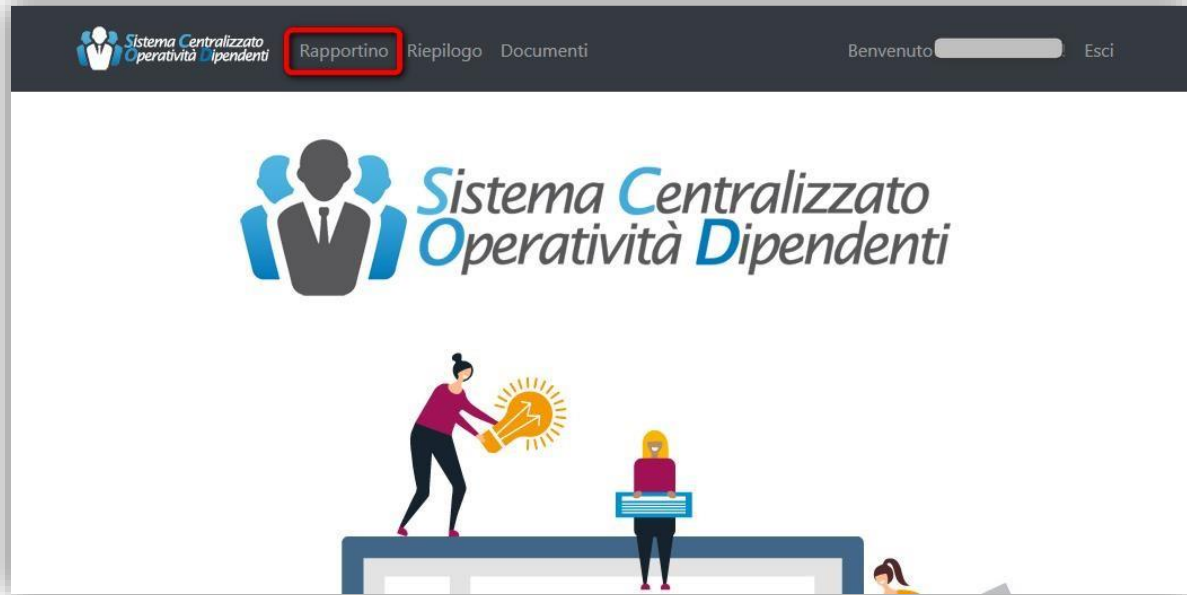 Sistema Centralizzato
Operatività Dipendenti
Rapportino Riepilogo Documenti Benvenuto Esci
Sistema Centralizzato
Operatività Dipendenti